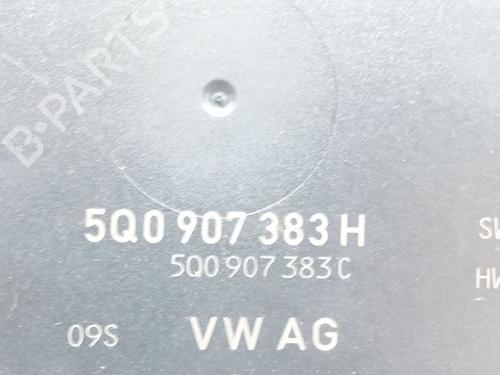 B-PARTS
5Q0 907 383 H SW
5Q0 907 383 C HW
09S VW AG